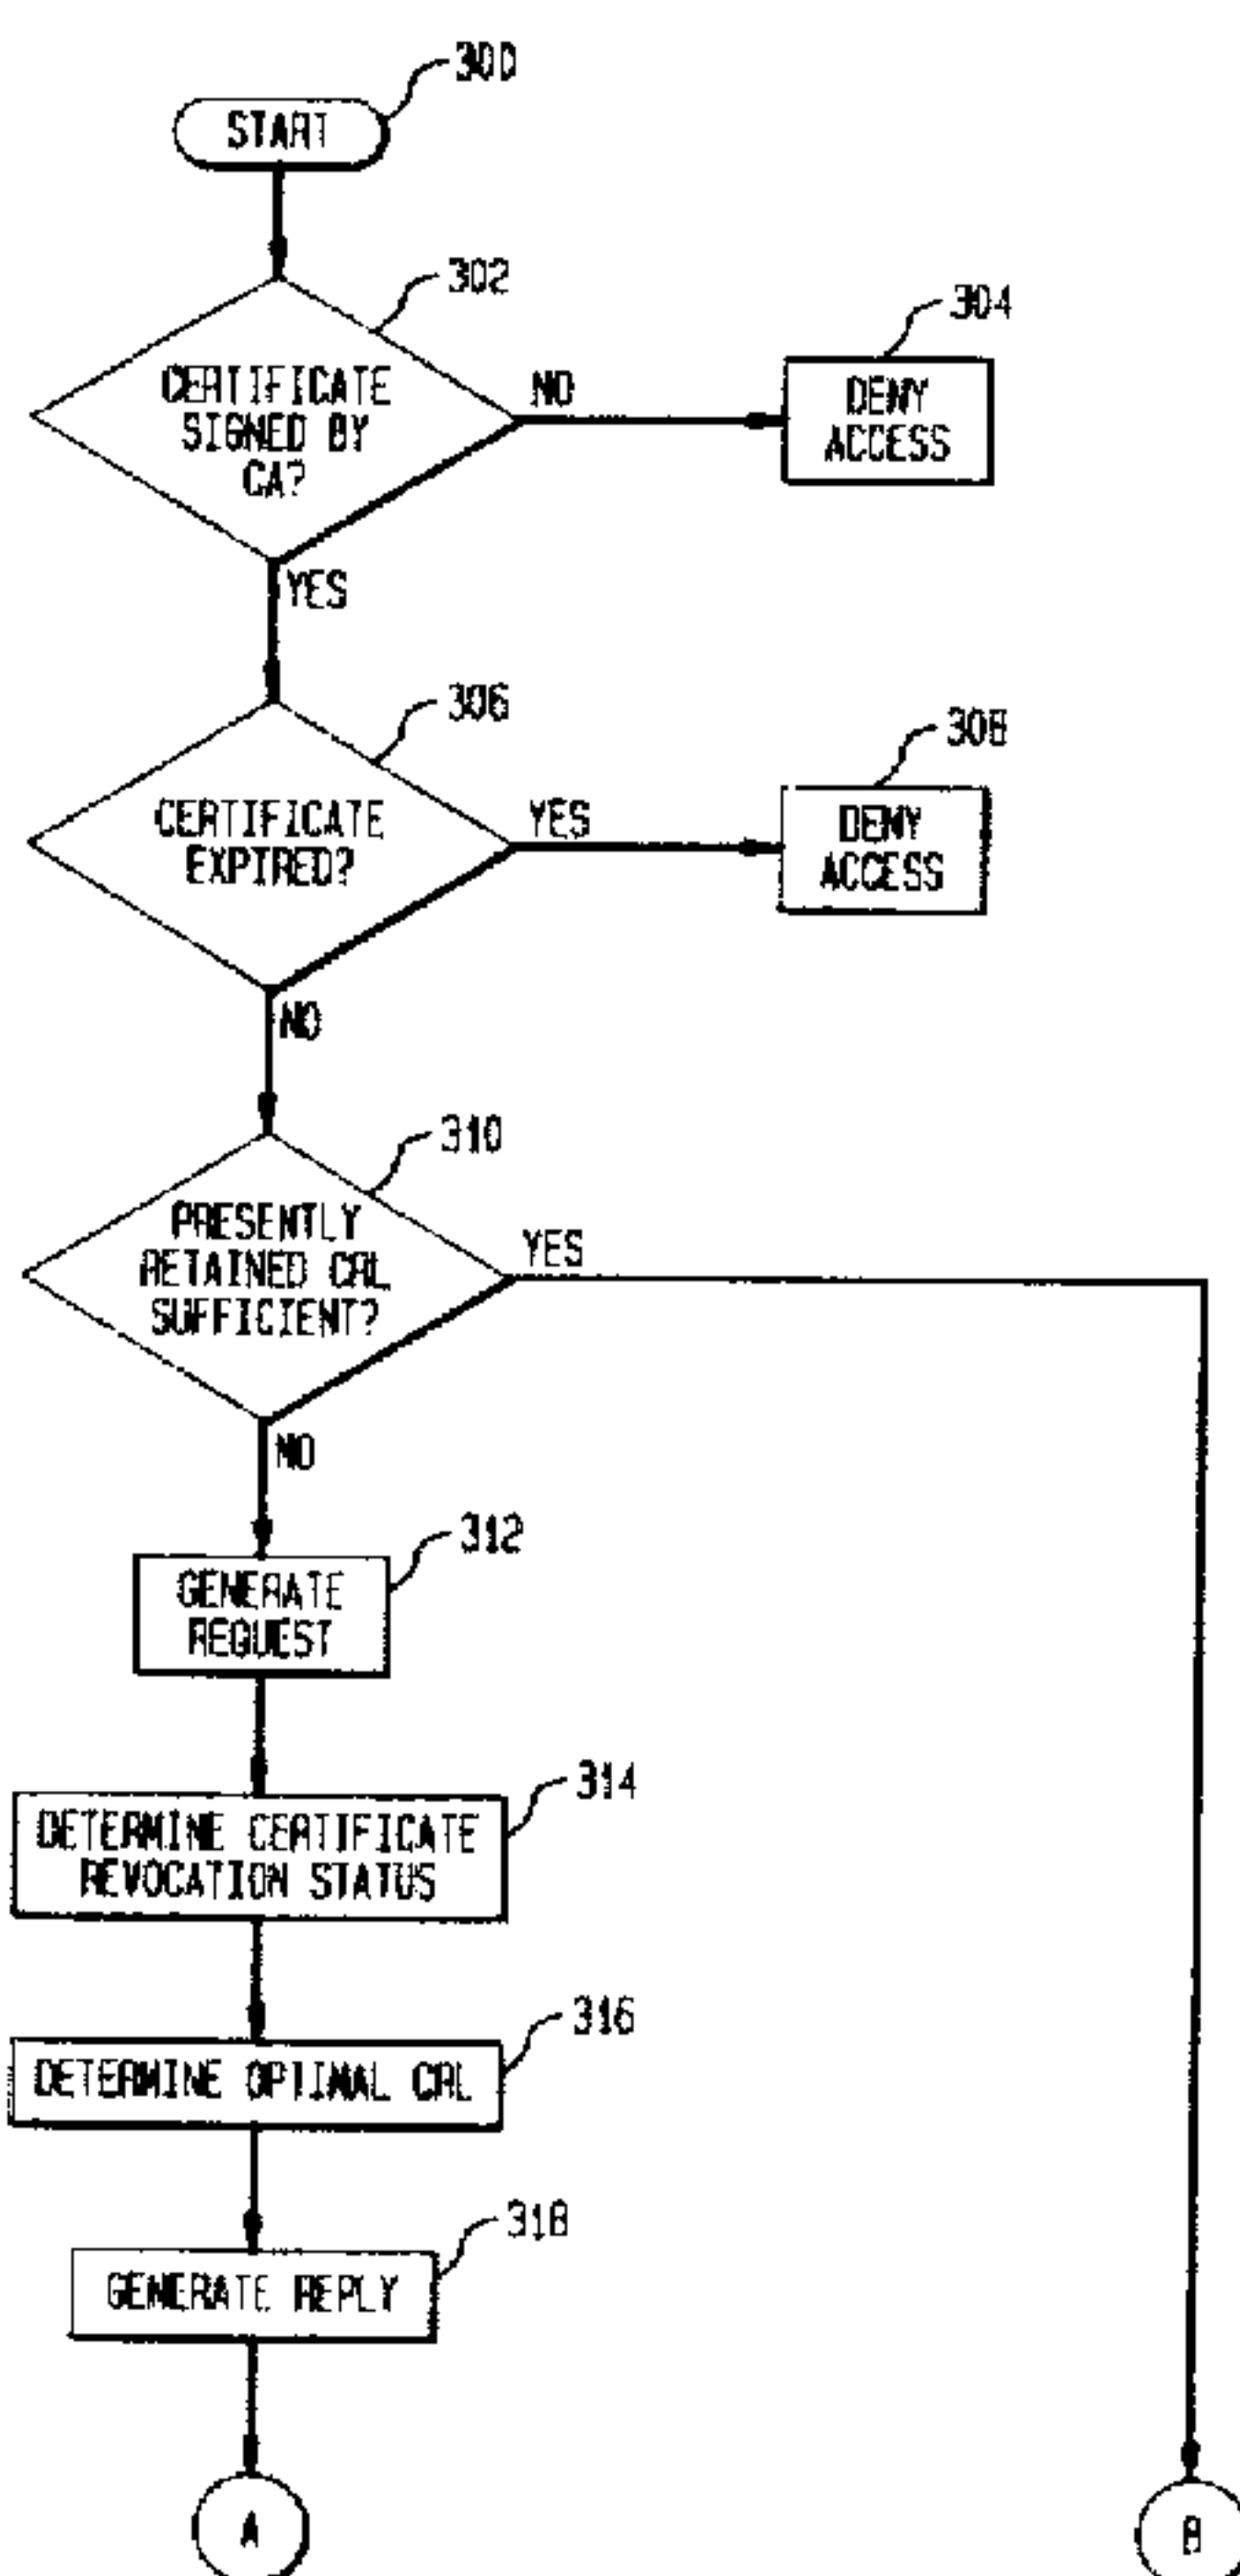 300
START
302
CERTIFICATE
SIGNED BY
CA?
NO
304
DENY
ACCESS
YES
306
CERTIFICATE
EXPIRED?
YES
308
DENY
ACCESS
NO
310
PRESENTLY
RETAINED CRL
SUFFICIENT?
YES
NO
312
GENERATE
REQUEST
314
DETERMINE CERTIFICATE
REVOCATION STATUS
316
DETERMINE OPTIMAL CRL
318
GENERATE REPLY
A
B